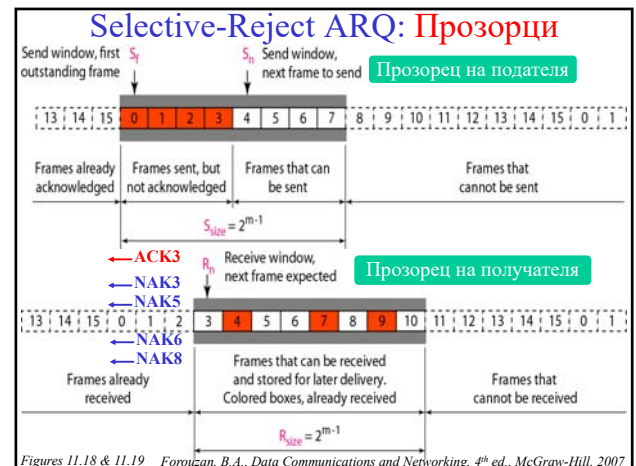 Selective-Reject ARQ: Прозорци
Send window, first outstanding frame
Sf
Sn
Send window, next frame to send
Прозорец на подателя
13 14 15 0 1 2 3 4 5 6 7 8 9 10 11 12 13 14 15 0 1
Frames already acknowledged
Frames sent, but not acknowledged
Frames that can be sent
Frames that cannot be sent
Ssize = 2m-1
ACK3
NAK3
NAK5
Rn
Receive window, next frame expected
Прозорец на получателя
13 14 15 0 1 2 3 4 5 6 7 8 9 10 11 12 13 14 15 0 1
NAK6
NAK8
Frames already received
Frames that can be received and stored for later delivery. Colored boxes, already received
Frames that cannot be received
Rsize = 2m-1
Figures 11.18 & 11.19 Forouzan, B.A., Data Communications and Networking, 4th ed., McGraw-Hill, 2007